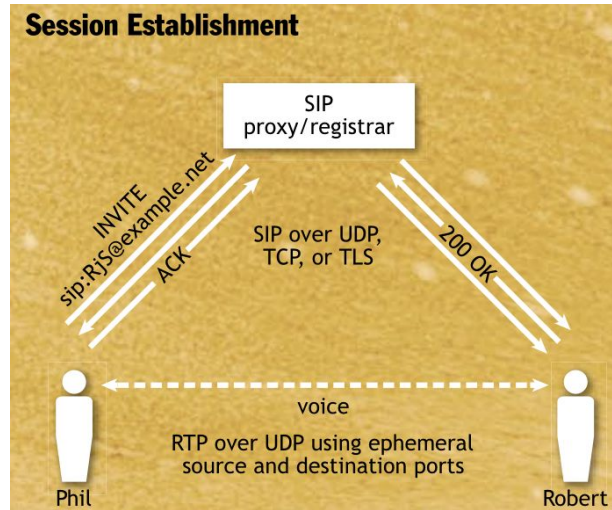 Session Establishment
SIP
proxy/registrar
INVITE
sip:RjS@example.net
ACK
SIP over UDP,
TCP, or TLS
200 OK
voice
RTP over UDP using ephemeral
source and destination ports
Phil
Robert